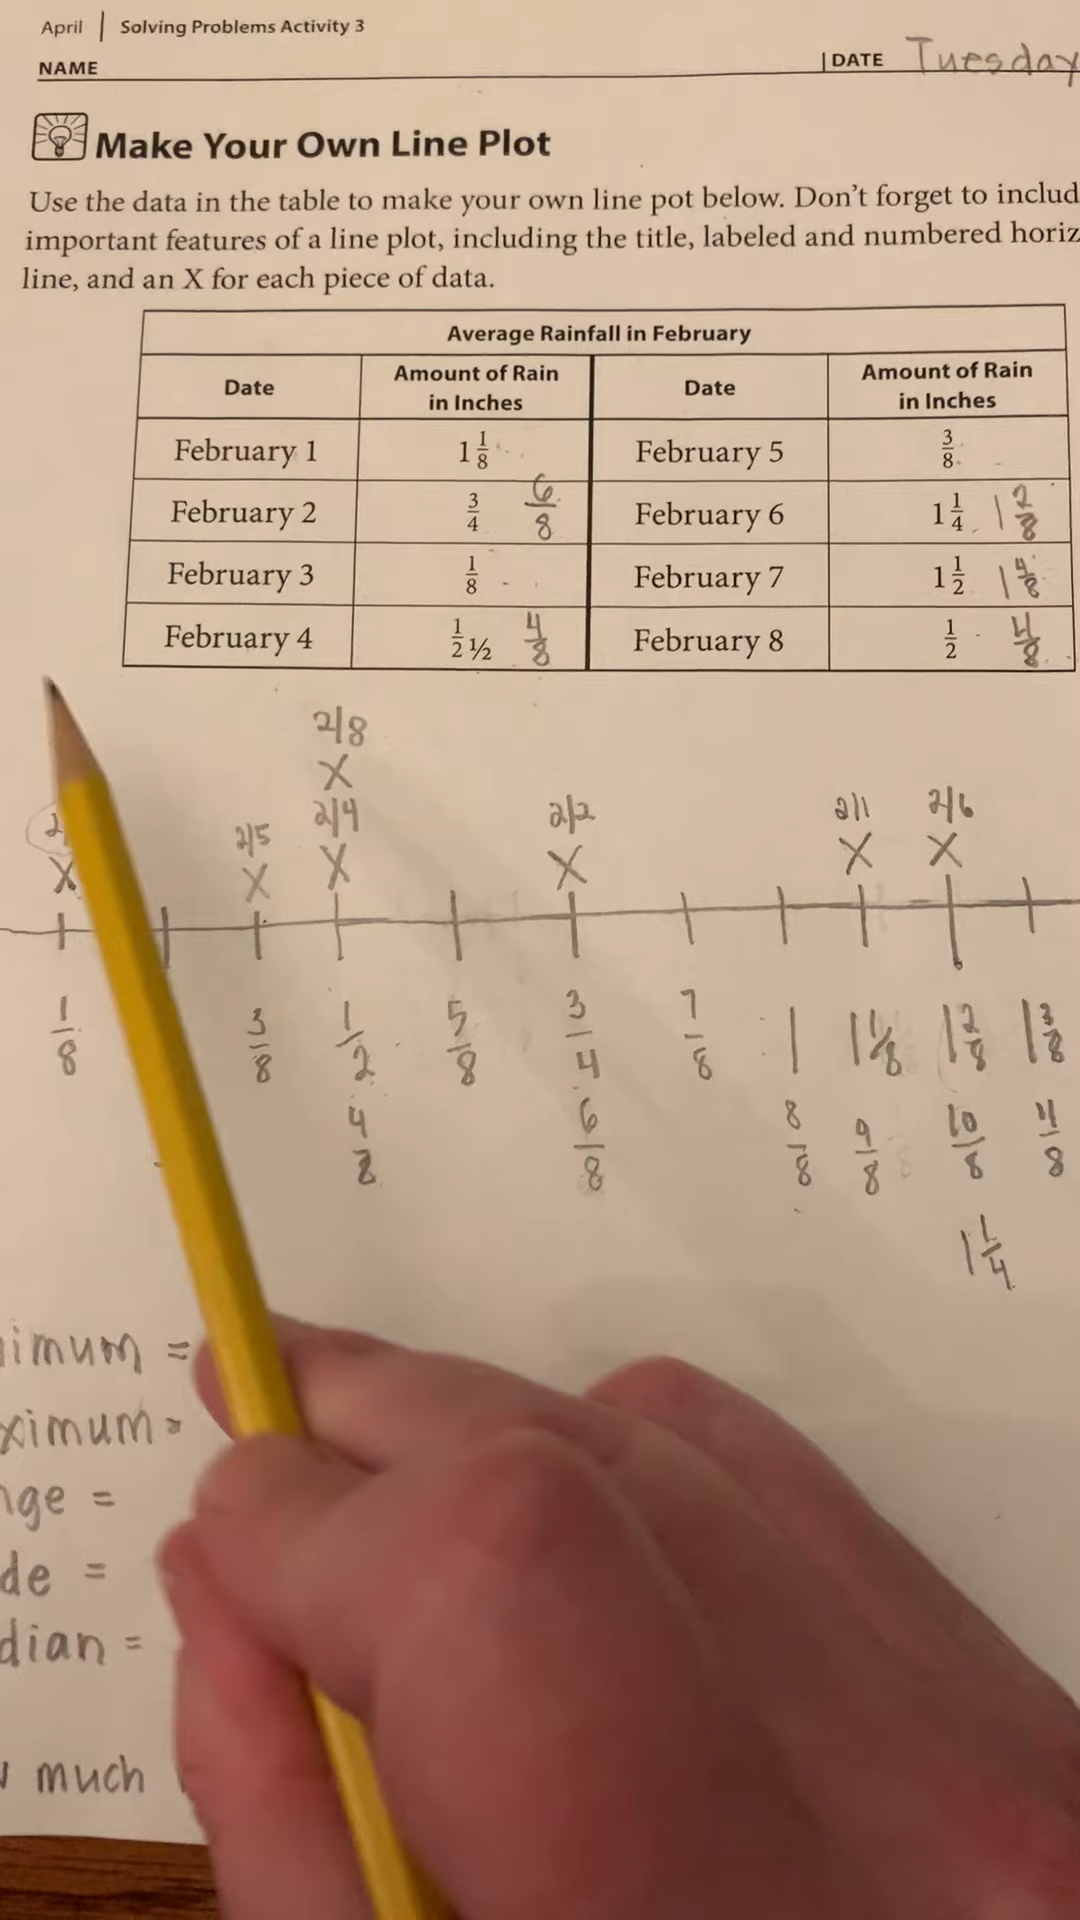 April | Solving Problems Activity 3
NAME | DATE Tuesday
Make Your Own Line Plot
Use the data in the table to make your own line pot below. Don't forget to includ
important features of a line plot, including the title, labeled and numbered horiz
line, and an X for each piece of data.
Average Rainfall in February
Date Amount of Rain in Inches Date Amount of Rain in Inches
February 1 1 1/8 February 5 3/8
February 2 3/4 6/8 February 6 1 1/4 1 2/8
February 3 1/8 February 7 1 1/2 1 4/8
February 4 1/2 ½ 4/8 February 8 1/2 4/8
2/8
X
2/5 2/4 2/2 2/1 2/6
X X X X X X
1/8 3/8 1/2 5/8 3/4 7/8 1 1 1/8 1 2/8 1 3/8
4/8 6/8 8/8 9/8 10/8 11/8
1 1/4
imum =
ximum =
nge =
de =
dian =
much